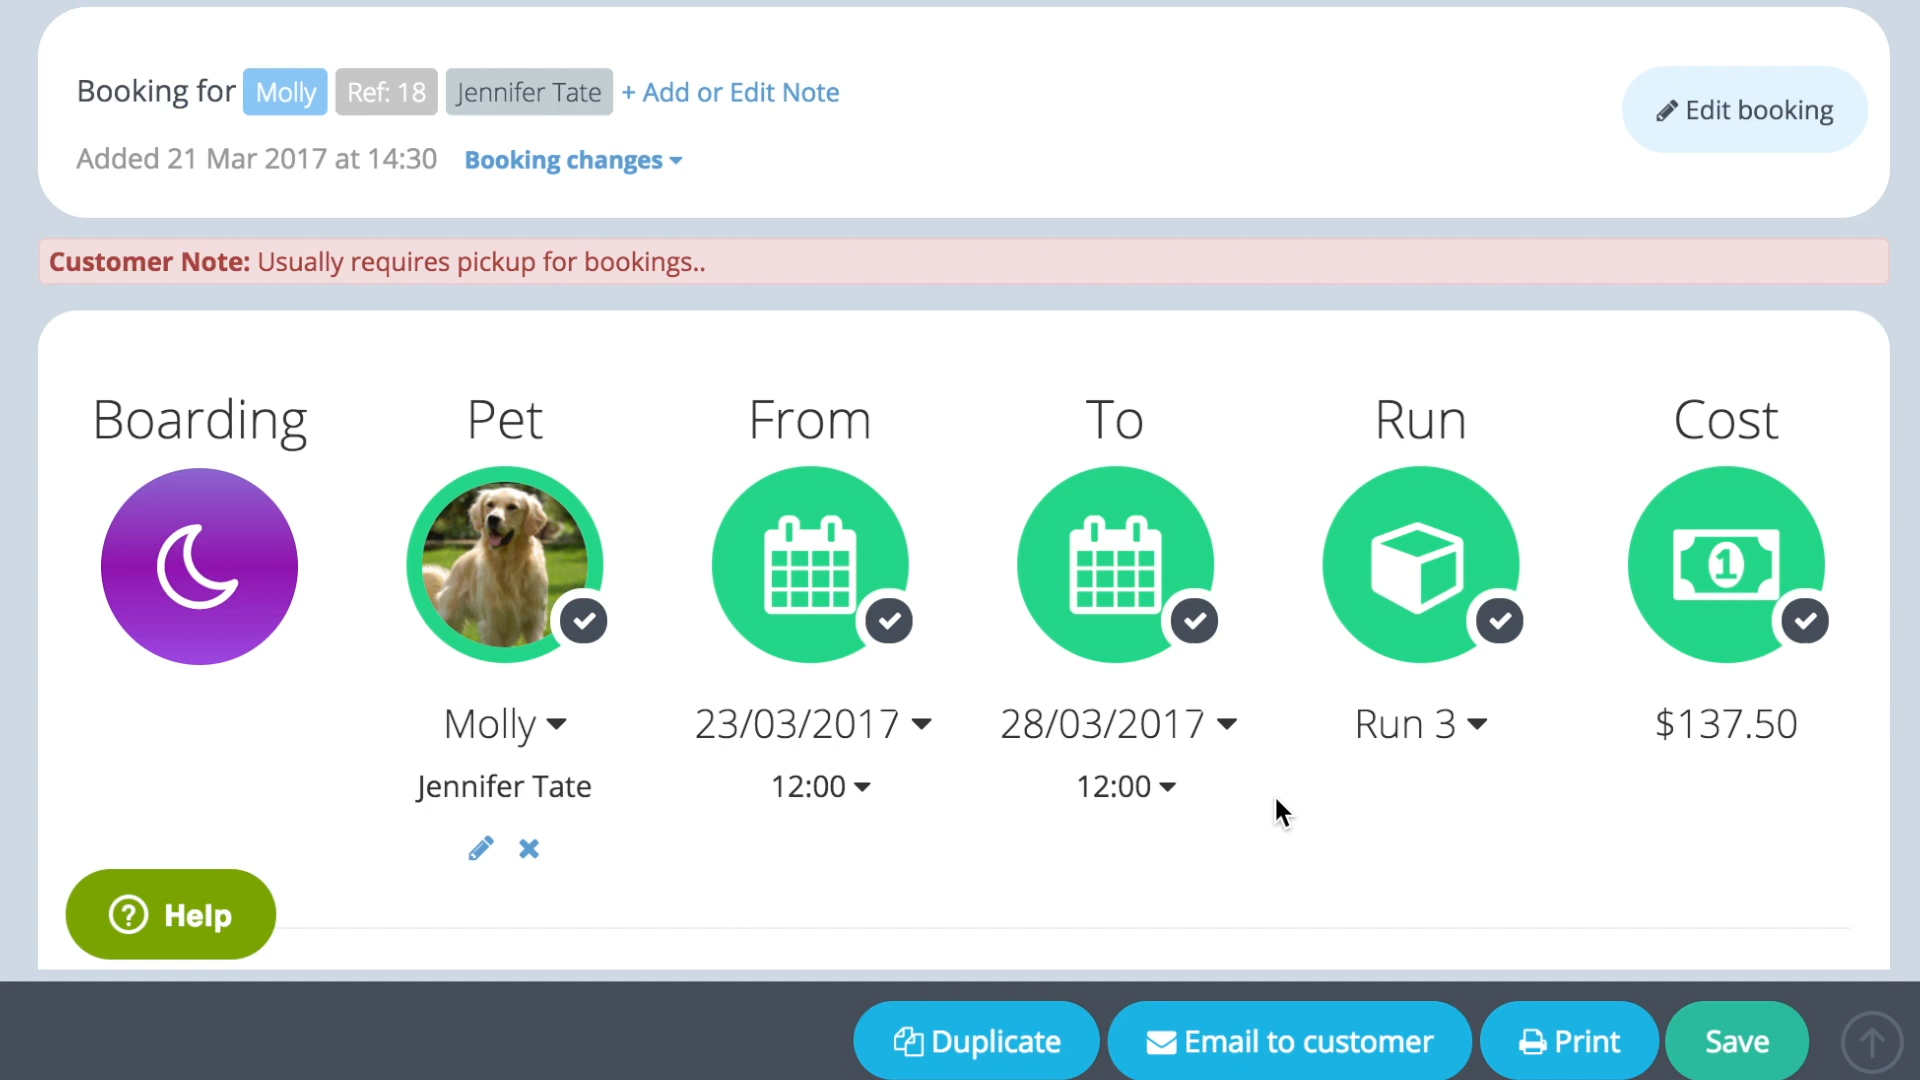 Booking for Molly Ref: 18 Jennifer Tate + Add or Edit Note
Edit booking
Added 21 Mar 2017 at 14:30 Booking changes
Customer Note: Usually requires pickup for bookings..
Boarding Pet From To Run Cost
1
Molly 23/03/2017 28/03/2017 Run 3 $137.50
Jennifer Tate 12:00 12:00
? Help
Duplicate Email to customer Print Save